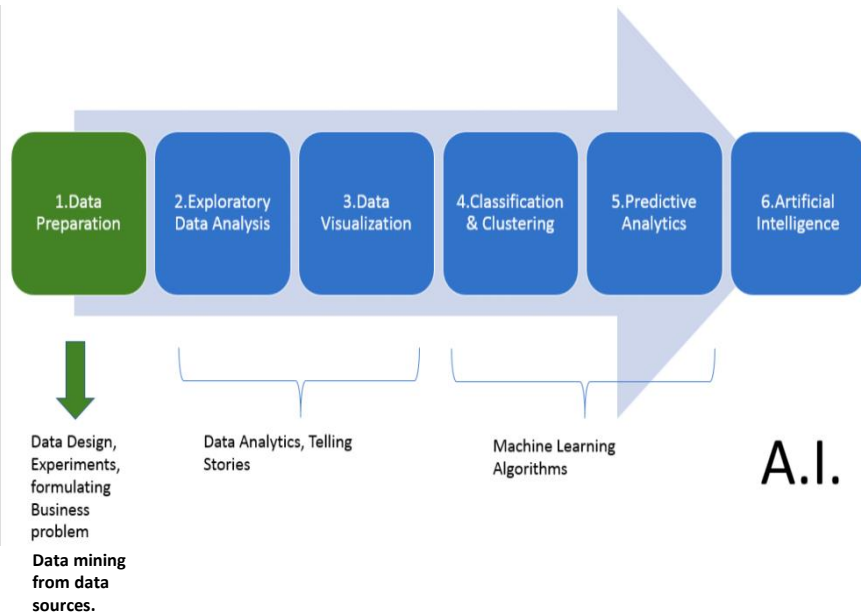 1.Data
Preparation
2.Exploratory
Data Analysis
3.Data
Visualization
4.Classification
& Clustering
5.Predictive
Analytics
6.Artificial
Intelligence
Data Design,
Experiments,
formulating
Business
problem
Data mining
from data
sources.
Data Analytics, Telling
Stories
Machine Learning
Algorithms
A.I.